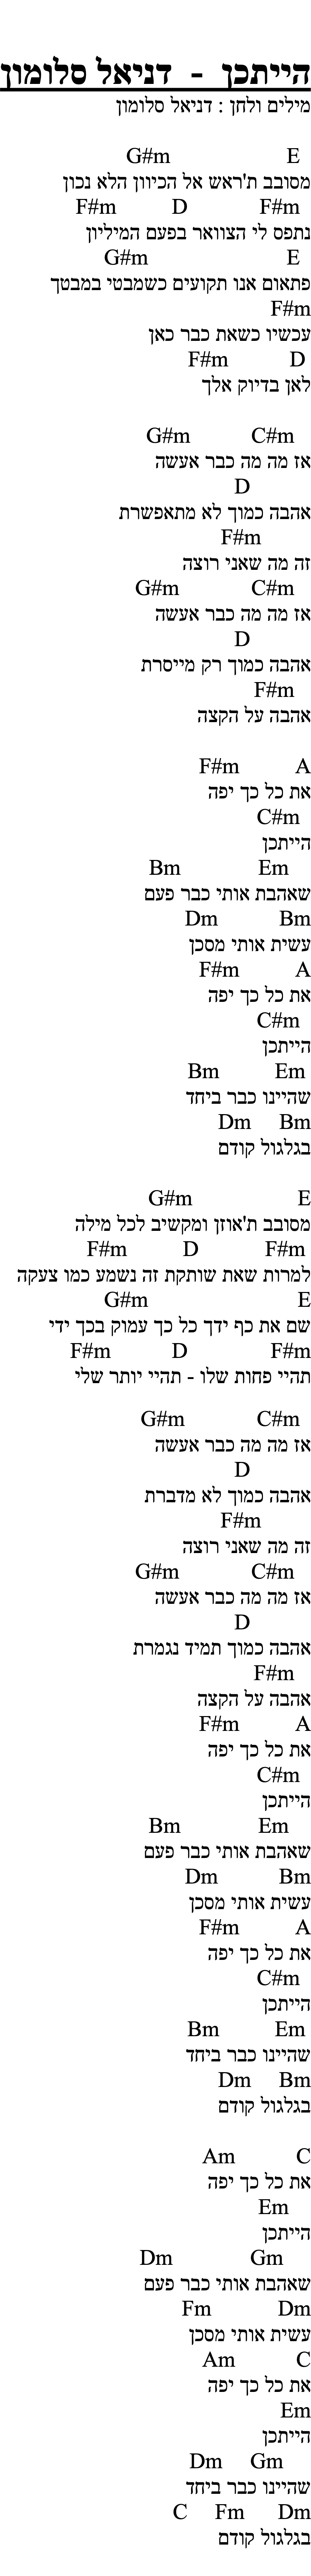 הייתכן - דניאל סלומון
מילים ולחן : דניאל סלומון
E G#m
מסובב ת'ראש אל הכיוון הלא נכון
F#m D F#m
נתפס לי הצוואר בפעם המיליון
E G#m
פתאום אנו תקועים כשמבטי במבטך
F#m
עכשיו כשאת כבר כאן
D F#m
לאן בדיוק אלך
C#m G#m
אז מה מה כבר אעשה
D
אהבה כמוך לא מתאפשרת
F#m
זה מה שאני רוצה
C#m G#m
אז מה מה כבר אעשה
D
אהבה כמוך רק מייסרת
F#m
אהבה על הקצה
A F#m
את כל כך יפה
C#m
הייתכן
Em Bm
שאהבת אותי כבר פעם
Bm Dm
עשית אותי מסכן
A F#m
את כל כך יפה
C#m
הייתכן
Em Bm
שהיינו כבר ביחד
Bm Dm
בגלגול קודם
E G#m
מסובב ת'אוזן ומקשיב לכל מילה
F#m D F#m
למרות שאת שותקת זה נשמע כמו צעקה
E G#m
שם את כף ידך כל כך עמוק בכך ידי
F#m D F#m
תהיי פחות שלו - תהיי יותר שלי
C#m G#m
אז מה מה כבר אעשה
D
אהבה כמוך לא מדברת
F#m
זה מה שאני רוצה
C#m G#m
אז מה מה כבר אעשה
D
אהבה כמוך תמיד נגמרת
F#m
אהבה על הקצה
A F#m
את כל כך יפה
C#m
הייתכן
Em Bm
שאהבת אותי כבר פעם
Bm Dm
עשית אותי מסכן
A F#m
את כל כך יפה
C#m
הייתכן
Em Bm
שהיינו כבר ביחד
Bm Dm
בגלגול קודם
C Am
את כל כך יפה
Em
הייתכן
Gm Dm
שאהבת אותי כבר פעם
Dm Fm
עשית אותי מסכן
C Am
את כל כך יפה
Em
הייתכן
Gm Dm
שהיינו כבר ביחד
Dm Fm C
בגלגול קודם